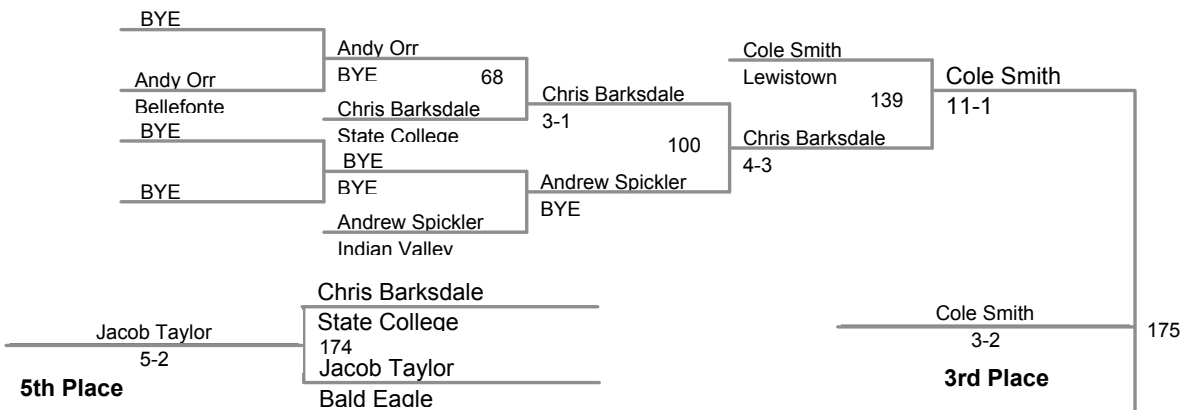 BYE
Andy Orr
Bellefonte
BYE
BYE
Andy Orr
BYE
68
Chris Barksdale
State College
BYE
BYE
Andrew Spickler
Indian Valley
Chris Barksdale
3-1
100
Andrew Spickler
BYE
Cole Smith
Lewistown
139
Chris Barksdale
4-3
Cole Smith
11-1
Chris Barksdale
State College
174
Jacob Taylor
Bald Eagle
Jacob Taylor
5-2
5th Place
Cole Smith
3-2
3rd Place
175